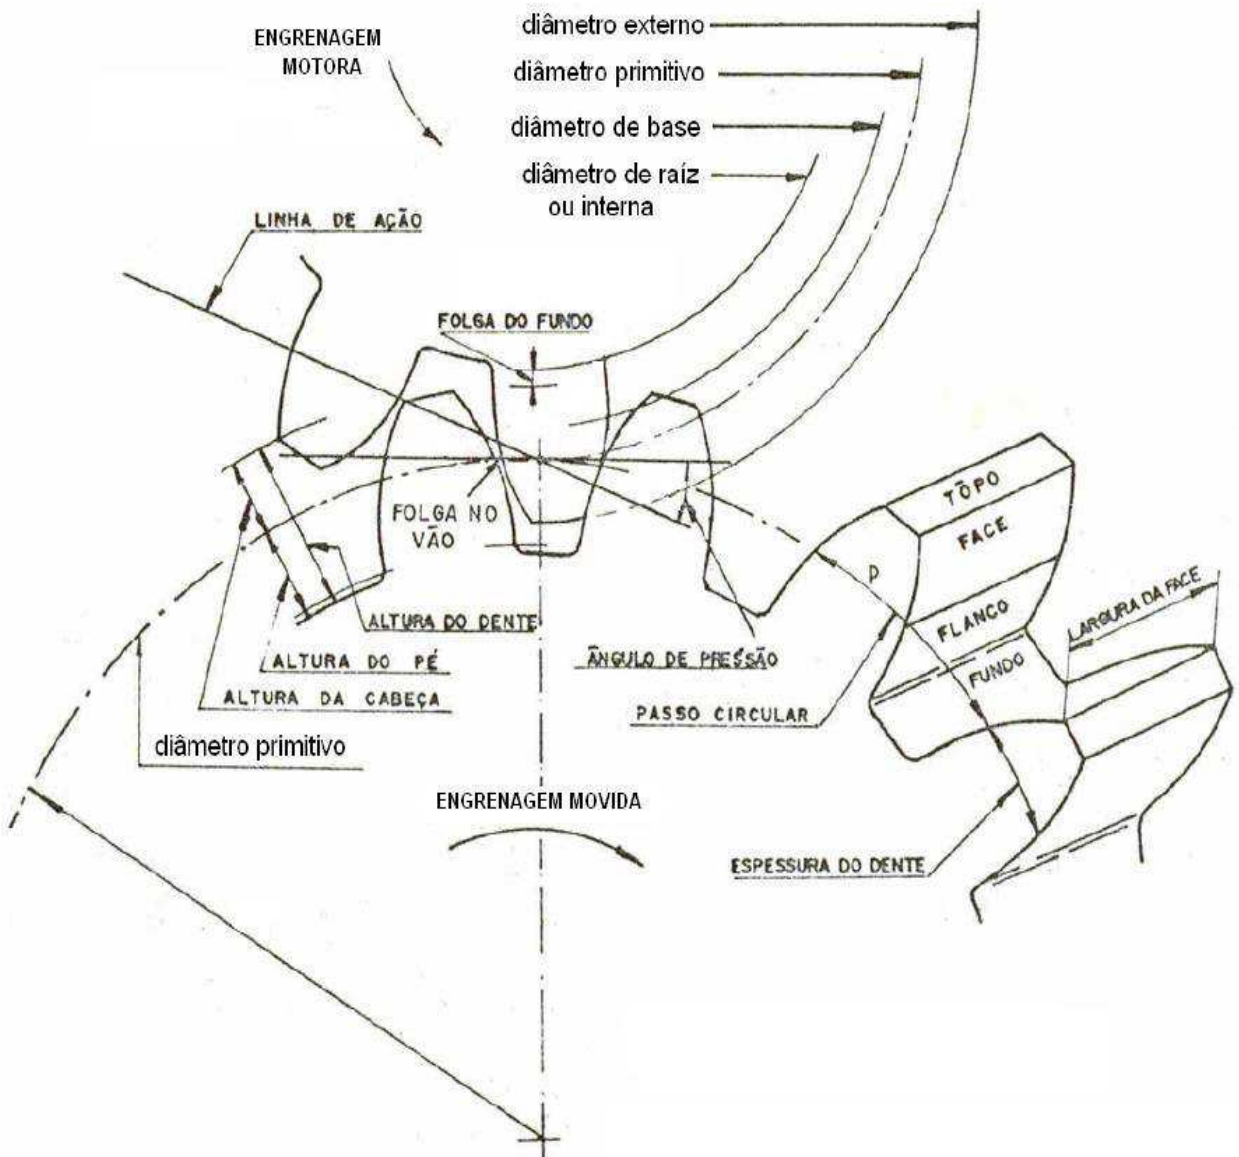 diâmetro externo
ENGRENAGEM
MOTORA
diâmetro primitivo
diâmetro de base
diâmetro de raíz
ou interna
LINHA DE AÇÃO
FOLGA DO FUNDO
TÔPO
FACE
FOLGA NO
VÃO
P
LARGURA DA FACE
FLANCO
FUNDO
ALTURA DO DENTE
ALTURA DO PÉ
ÂNGULO DE PRESSÃO
ALTURA DA CABEÇA
PASSO CIRCULAR
diâmetro primitivo
ENGRENAGEM MOVIDA
ESPESSURA DO DENTE